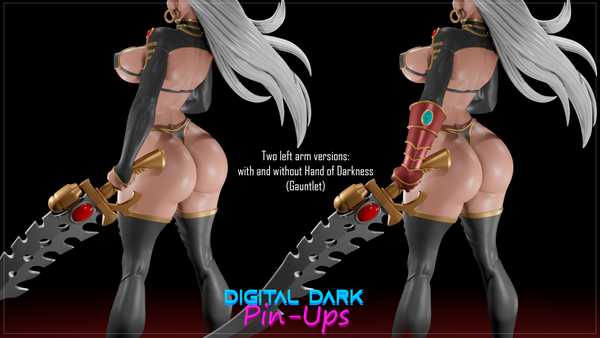 Two left arm versions:
with and without Hand of Darkness
(Gauntlet)
DIGITAL DARK
Pin-Ups